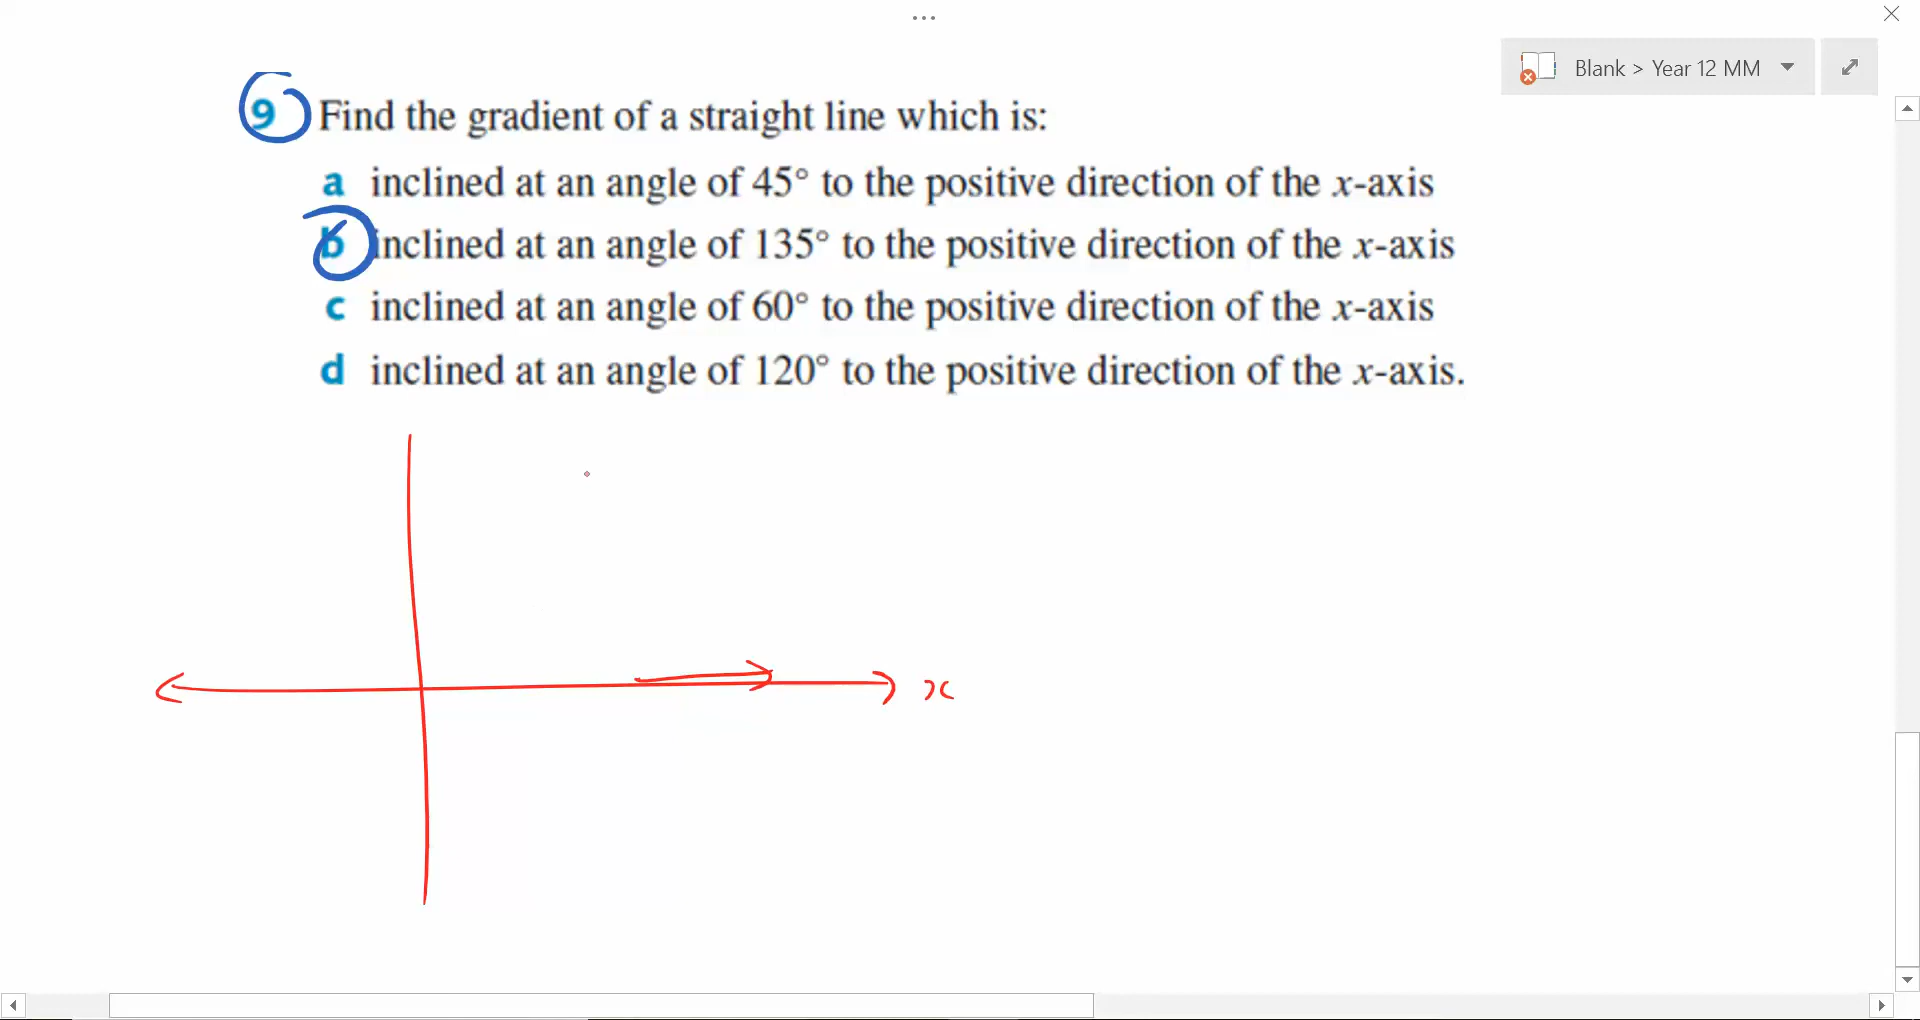 Blank > Year 12 MM
9 Find the gradient of a straight line which is:
a inclined at an angle of 45° to the positive direction of the x-axis
b inclined at an angle of 135° to the positive direction of the x-axis
c inclined at an angle of 60° to the positive direction of the x-axis
d inclined at an angle of 120° to the positive direction of the x-axis.
x